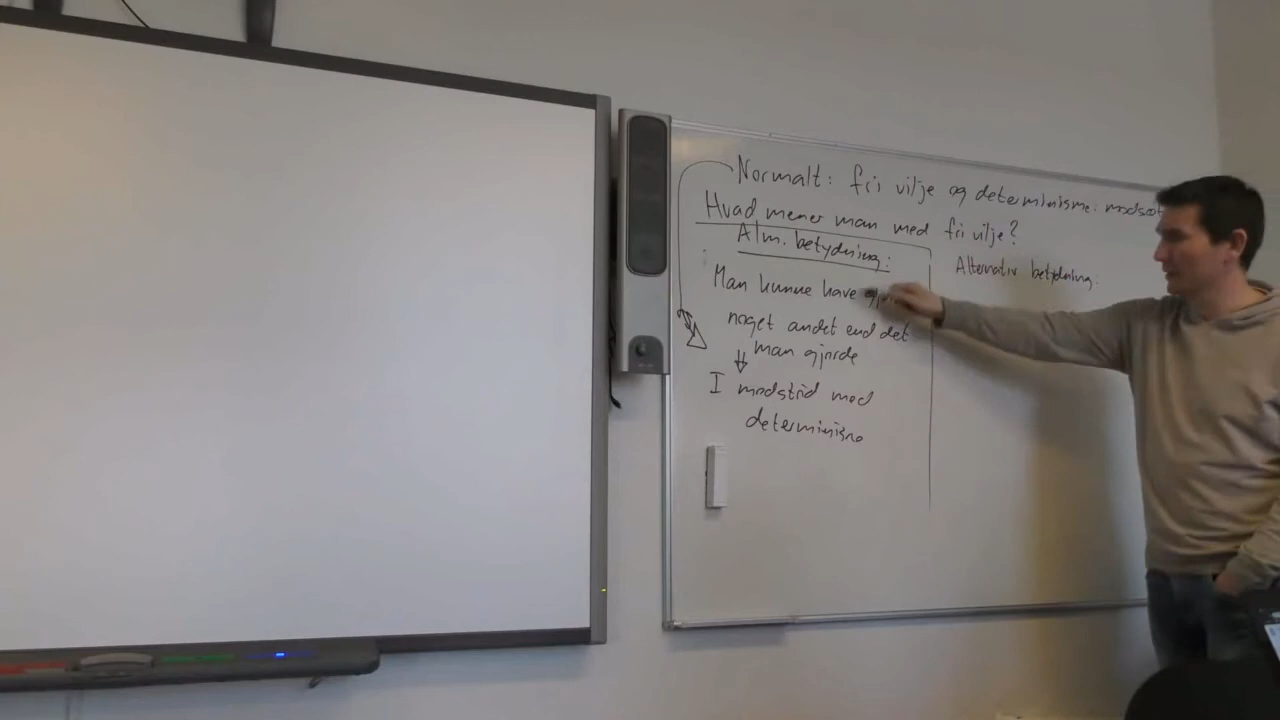 Normalt: fri vilje og determinisme: modsæt
Hvad mener man med fri vilje?
Alm. betydning:
Man kunne have
noget andet end det
man gjorde
I modstrid med
determinisme
Alternativ betydning.